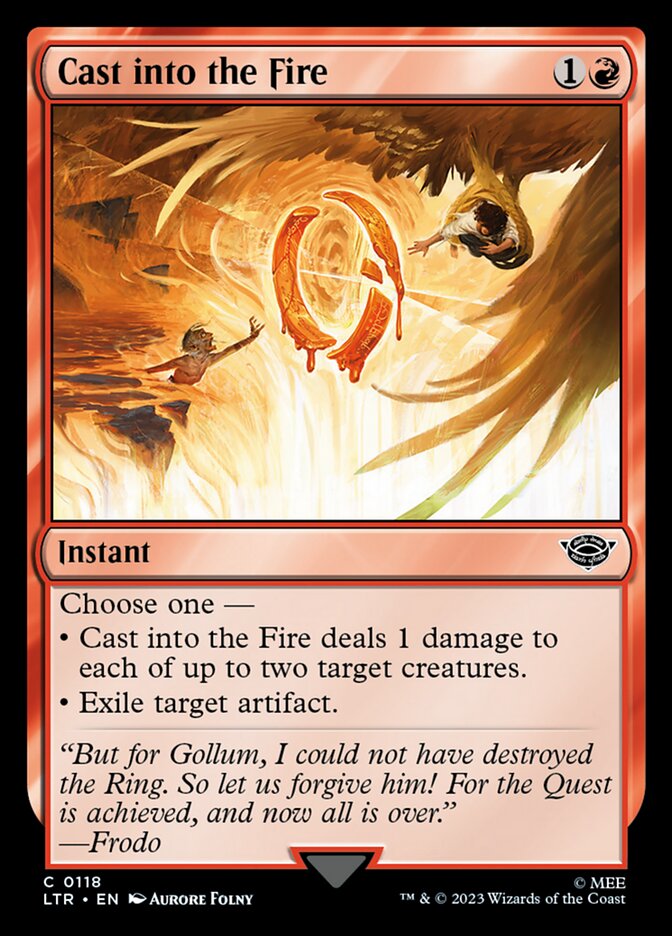 Cast into the Fire 1
Instant
Choose one —
• Cast into the Fire deals 1 damage to
each of up to two target creatures.
• Exile target artifact.
“But for Gollum, I could not have destroyed
the Ring. So let us forgive him! For the Quest
is achieved, and now all is over.”
—Frodo
C 0118
LTR • EN Aurore Folny
© MEE
™ & © 2023 Wizards of the Coast